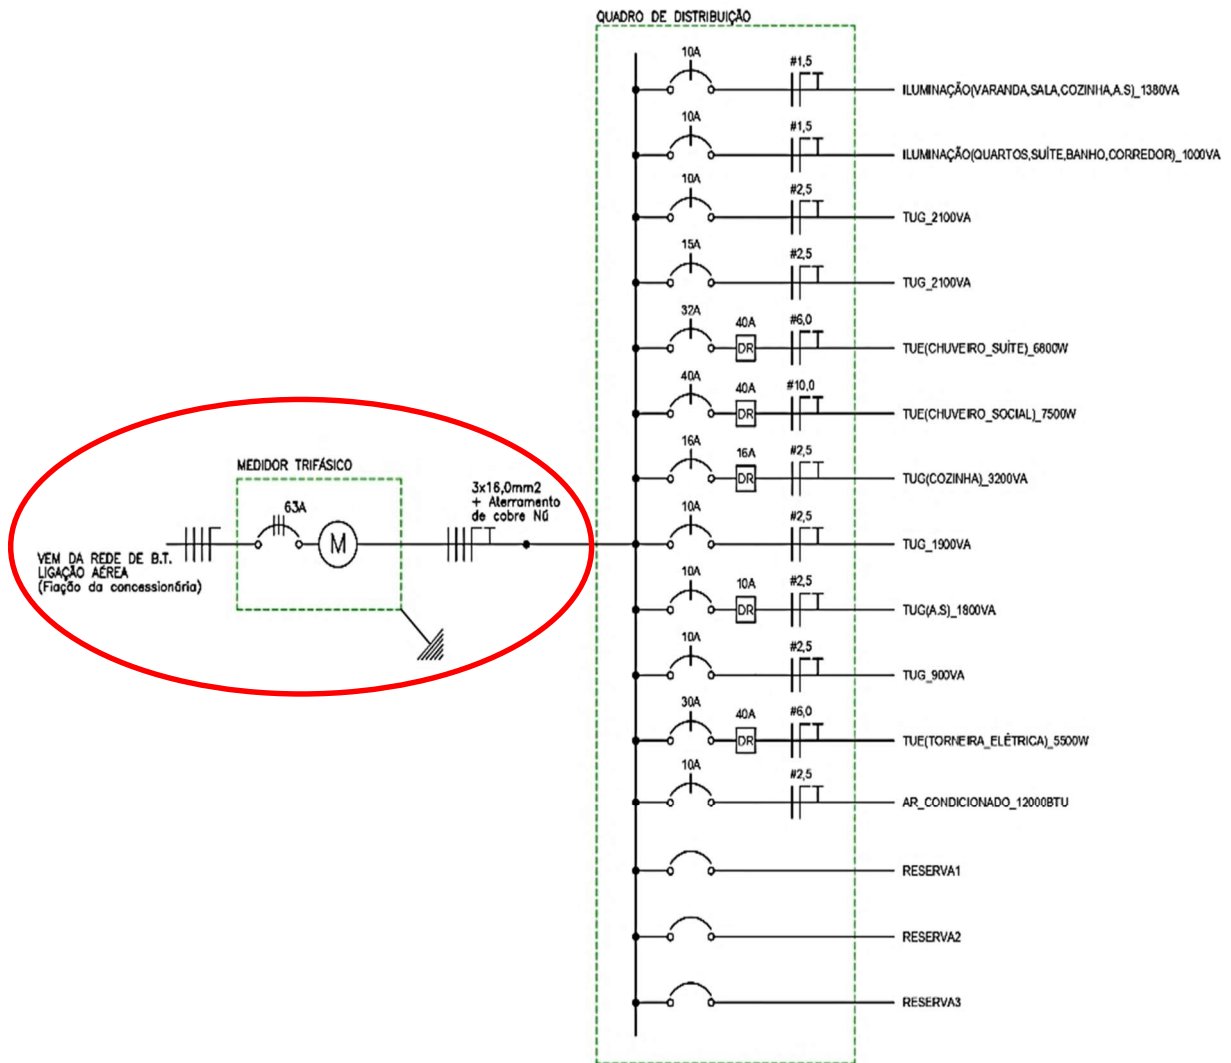 QUADRO DE DISTRIBUIÇÃO
10A
#1,5
ILUMINAÇÃO(VARANDA,SALA,COZINHA,A.S)_1380VA
10A
#1,5
ILUMINAÇÃO(QUARTOS,SUÍTE,BANHO,CORREDOR)_1000VA
10A
#2,5
TUG_2100VA
15A
#2,5
TUG_2100VA
32A
40A
#6,0
DR
TUE(CHUVEIRO_SUÍTE)_6800W
40A
40A
#10,0
DR
TUE(CHUVEIRO_SOCIAL)_7500W
16A
16A
#2,5
DR
TUG(COZINHA)_3200VA
MEDIDOR TRIFÁSICO
63A
M
3x16,0mm2
+ Aterramento
de cobre Nú
VEM DA REDE DE B.T.
LIGAÇÃO AÉREA
(Fiação da concessionária)
10A
#2,5
TUG_1900VA
10A
10A
#2,5
DR
TUG(A.S)_1800VA
10A
#2,5
TUG_900VA
30A
40A
#6,0
DR
TUE(TORNEIRA_ELÉTRICA)_5500W
10A
#2,5
AR_CONDICIONADO_12000BTU
RESERVA1
RESERVA2
RESERVA3